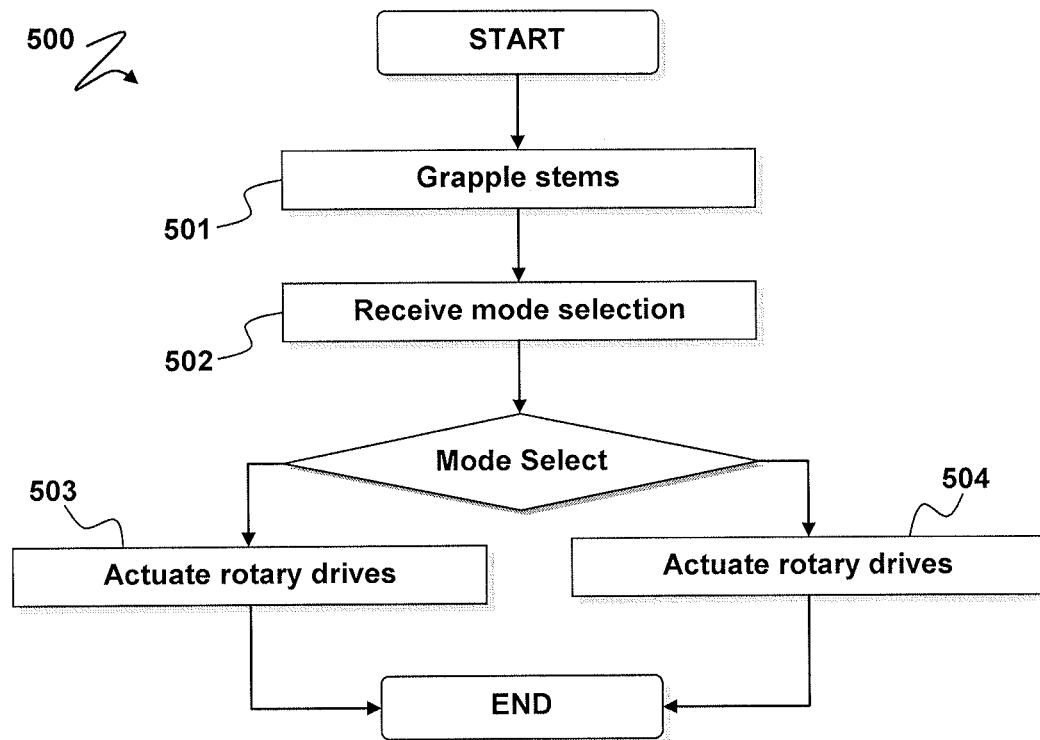 500
START
Grapple stems
501
Receive mode selection
502
Mode Select
503
504
Actuate rotary drives
Actuate rotary drives
END